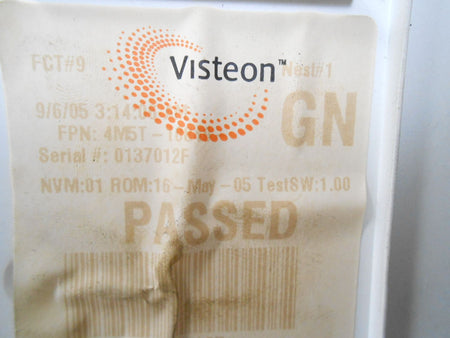 Visteon™
FCT#9 Nest#1
9/6/05 3:14:
GN
FPN: 4M5T-
Serial #: 0137012F
NVM:01 ROM:16-May-05 TestSW:1.00
PASSED